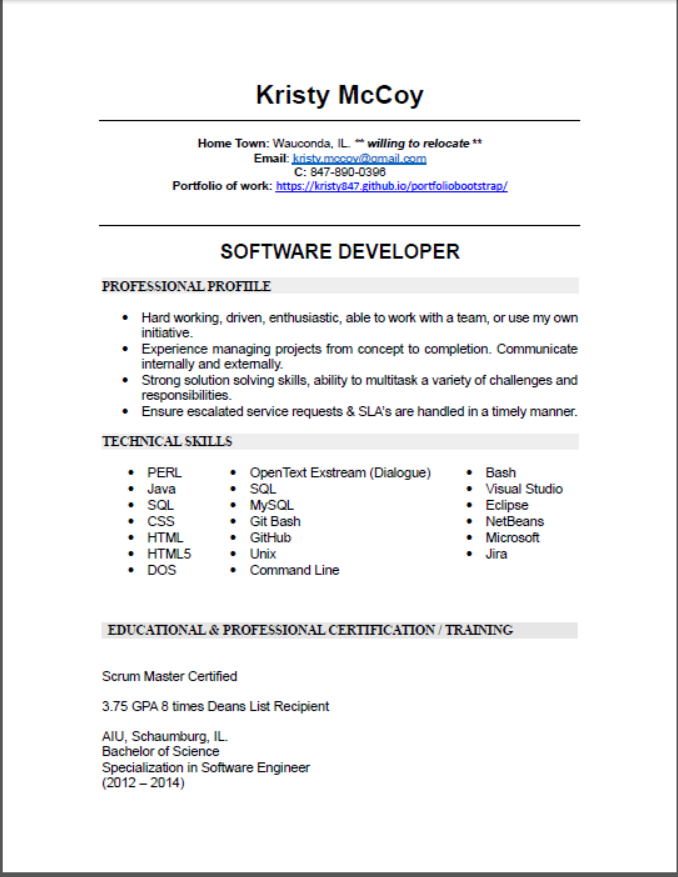 Kristy McCoy
Home Town: Wauconda, IL. ** willing to relocate **
Email: kristy.mccoy@gmail.com
C: 847-890-0396
Portfolio of work: https://kristy847.github.io/portfoliobootstrap/
SOFTWARE DEVELOPER
PROFESSIONAL PROFIILE
• Hard working, driven, enthusiastic, able to work with a team, or use my own
initiative.
• Experience managing projects from concept to completion. Communicate
internally and externally.
• Strong solution solving skills, ability to multitask a variety of challenges and
responsibilities.
• Ensure escalated service requests & SLA's are handled in a timely manner.
TECHNICAL SKILLS
• PERL • OpenText Exstream (Dialogue) • Bash
• Java • SQL • Visual Studio
• SQL • MySQL • Eclipse
• CSS • Git Bash • NetBeans
• HTML • GitHub • Microsoft
• HTML5 • Unix • Jira
• DOS • Command Line
EDUCATIONAL & PROFESSIONAL CERTIFICATION / TRAINING
Scrum Master Certified
3.75 GPA 8 times Deans List Recipient
AIU, Schaumburg, IL.
Bachelor of Science
Specialization in Software Engineer
(2012 – 2014)